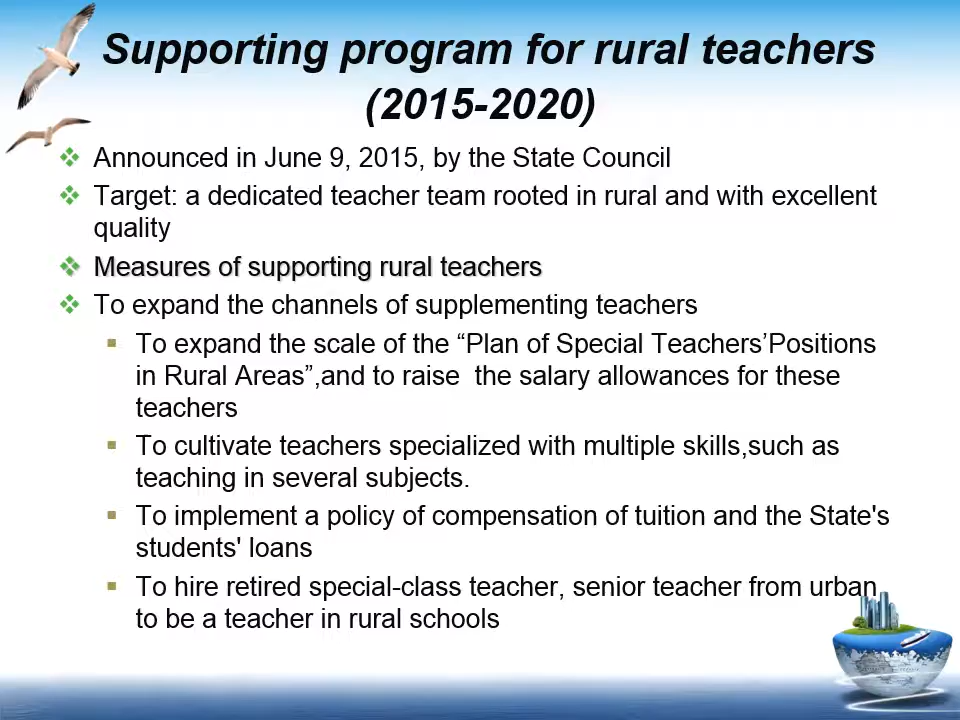 Supporting program for rural teachers
(2015-2020)
Announced in June 9, 2015, by the State Council
Target: a dedicated teacher team rooted in rural and with excellent
quality
Measures of supporting rural teachers
To expand the channels of supplementing teachers
To expand the scale of the “Plan of Special Teachers’Positions
in Rural Areas”,and to raise  the salary allowances for these
teachers
To cultivate teachers specialized with multiple skills,such as
teaching in several subjects.
To implement a policy of compensation of tuition and the State's
students' loans
To hire retired special-class teacher, senior teacher from urban
to be a teacher in rural schools